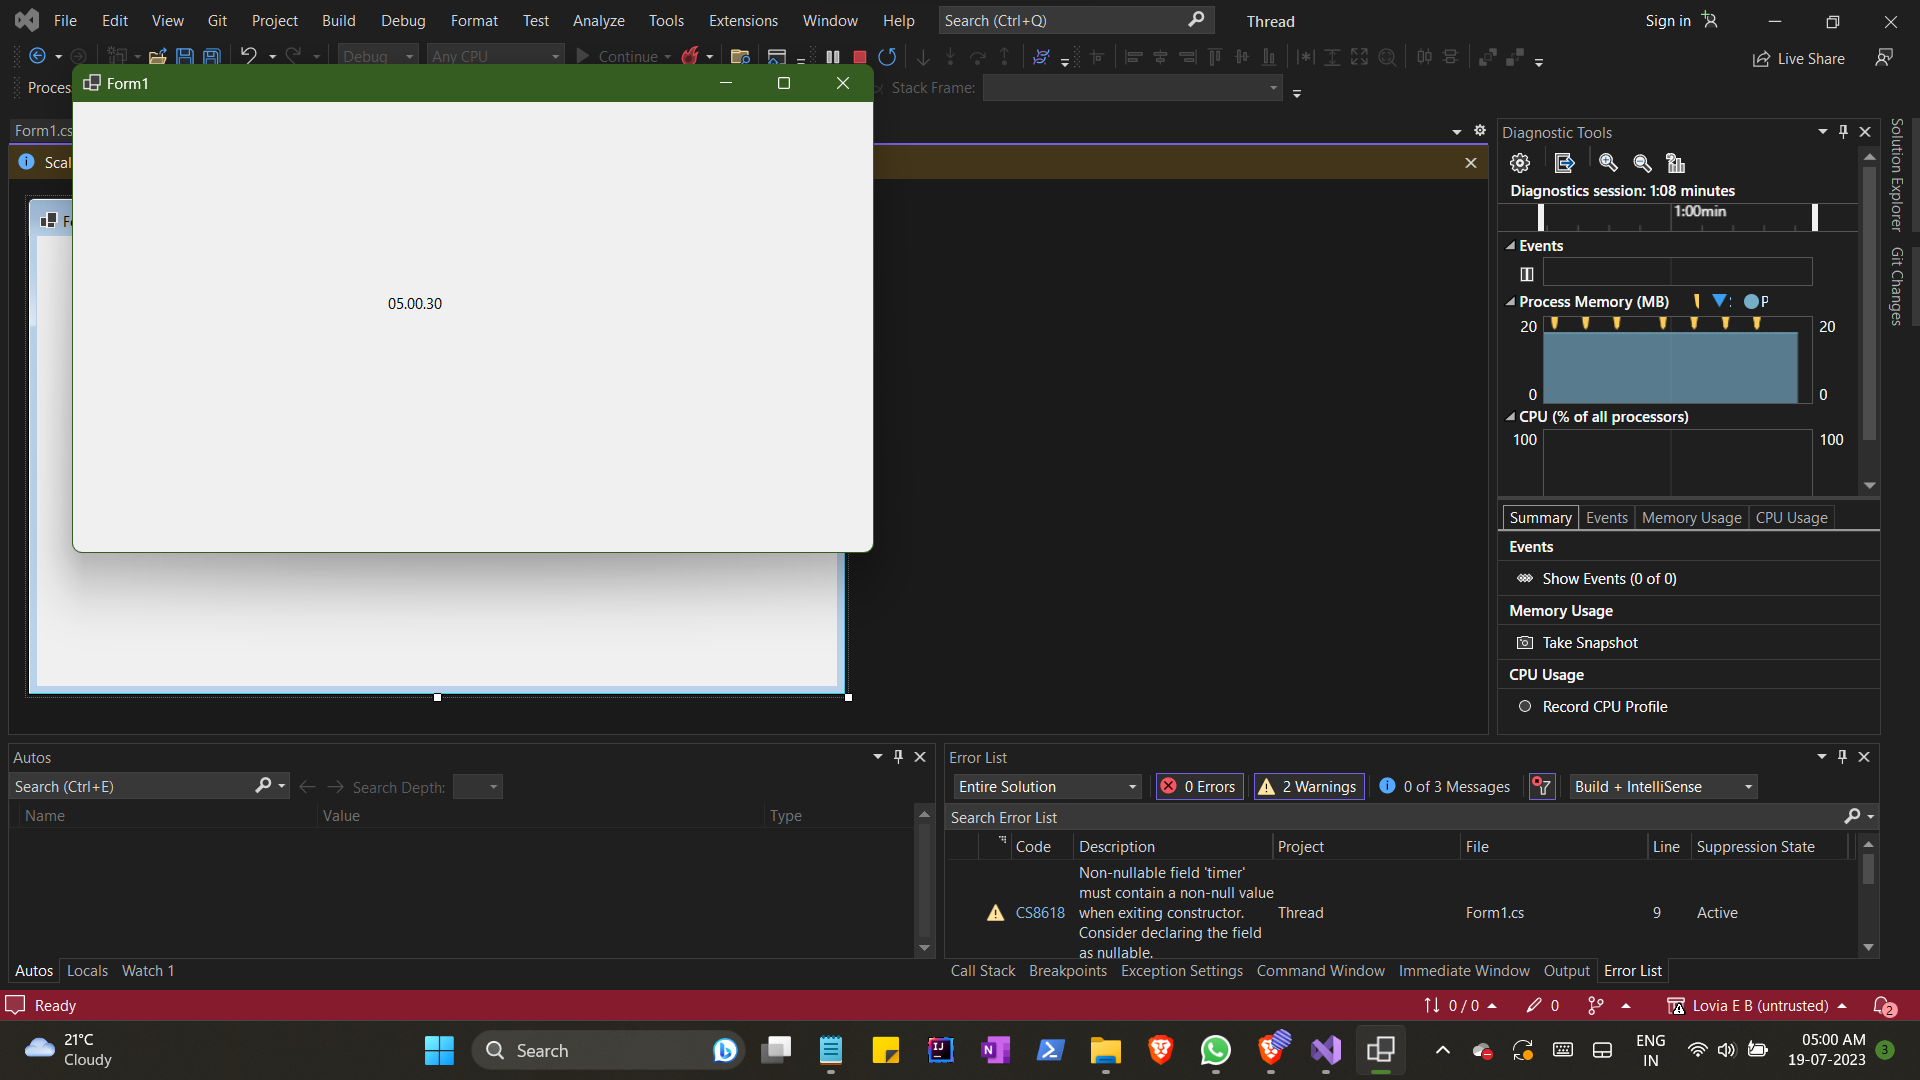 File Edit View Git Project Build Debug Format Test Analyze Tools Extensions Window Help Search (Ctrl+Q) Thread Sign in
Debug Any CPU Continue Live Share
Process Stack Frame:
Form1
Form1.cs
Scal
05.00.30
Diagnostic Tools
Diagnostics session: 1:08 minutes
1:00min
Events
Process Memory (MB) P
20 20
0 0
CPU (% of all processors)
100 100
Summary Events Memory Usage CPU Usage
Events
Show Events (0 of 0)
Memory Usage
Take Snapshot
CPU Usage
Record CPU Profile
Solution Explorer
Git Changes
Autos
Search (Ctrl+E) Search Depth:
Name Value Type
Autos Locals Watch 1
Error List
Entire Solution 0 Errors 2 Warnings 0 of 3 Messages Build + IntelliSense
Search Error List
Code Description Project File Line Suppression State
CS8618 Non-nullable field 'timer'
must contain a non-null value
when exiting constructor. Thread Form1.cs 9 Active
Consider declaring the field
as nullable.
Call Stack Breakpoints Exception Settings Command Window Immediate Window Output Error List
Ready 0 / 0 0 Lovia E B (untrusted) 2
21°C
Cloudy
Search
ENG
IN
05:00 AM
19-07-2023
3